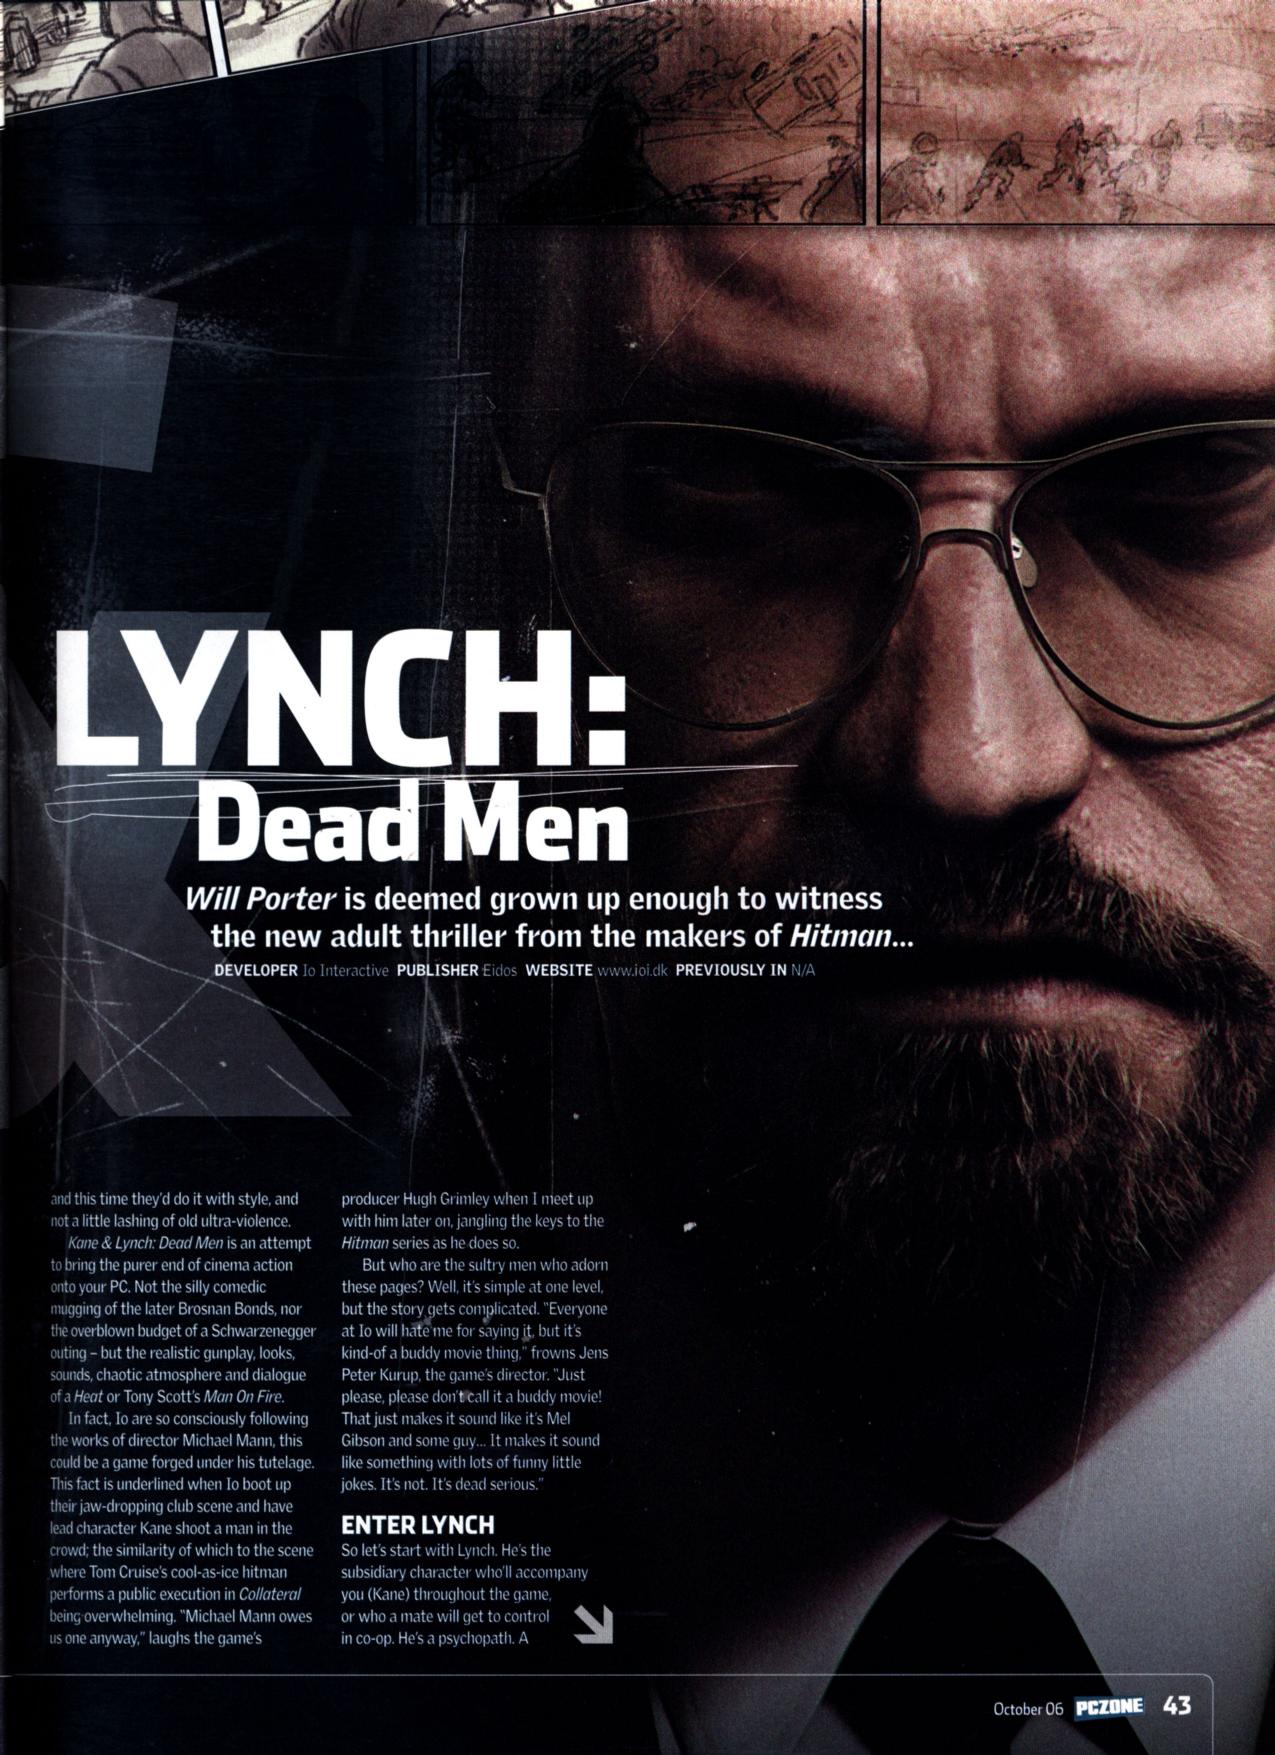 LYNCH:
Dead Men
Will Porter is deemed grown up enough to witness
the new adult thriller from the makers of Hitman...
DEVELOPER Io Interactive PUBLISHER Eidos WEBSITE www.ioi.dk PREVIOUSLY IN N/A
and this time they'd do it with style, and
not a little lashing of old ultra-violence.
Kane & Lynch: Dead Men is an attempt
to bring the purer end of cinema action
onto your PC. Not the silly comedic
mugging of the later Brosnan Bonds, nor
the overblown budget of a Schwarzenegger
outing – but the realistic gunplay, looks,
sounds, chaotic atmosphere and dialogue
of a Heat or Tony Scott's Man On Fire.
In fact, Io are so consciously following
the works of director Michael Mann, this
could be a game forged under his tutelage.
This fact is underlined when Io boot up
their jaw-dropping club scene and have
lead character Kane shoot a man in the
crowd; the similarity of which to the scene
where Tom Cruise's cool-as-ice hitman
performs a public execution in Collateral
being overwhelming. "Michael Mann owes
us one anyway," laughs the game's
producer Hugh Grimley when I meet up
with him later on, jangling the keys to the
Hitman series as he does so.
But who are the sultry men who adorn
these pages? Well, it's simple at one level,
but the story gets complicated. "Everyone
at Io will hate me for saying it, but it's
kind-of a buddy movie thing," frowns Jens
Peter Kurup, the game's director. "Just
please, please don't call it a buddy movie!
That just makes it sound like it's Mel
Gibson and some guy... It makes it sound
like something with lots of funny little
jokes. It's not. It's dead serious."
ENTER LYNCH
So let's start with Lynch. He's the
subsidiary character who'll accompany
you (Kane) throughout the game,
or who a mate will get to control
in co-op. He's a psychopath. A
October 06 PCZONE 43